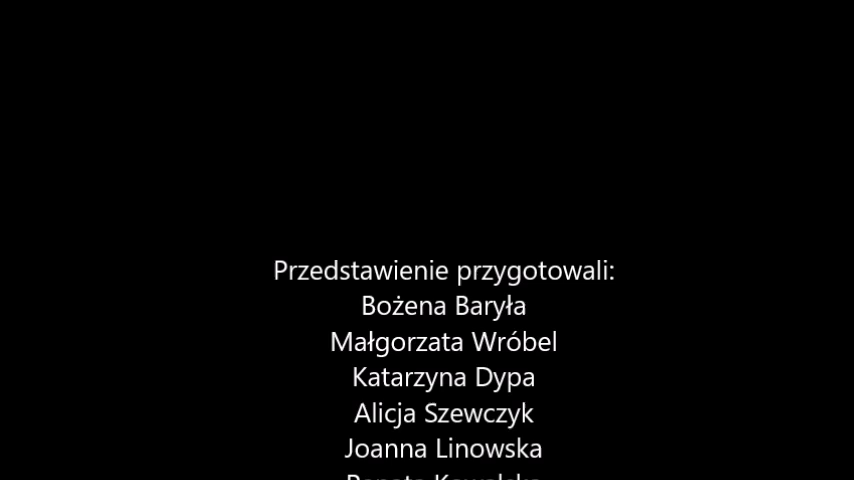 Przedstawienie przygotowali:
Bożena Baryła
Małgorzata Wróbel
Katarzyna Dypa
Alicja Szewczyk
Joanna Linowska